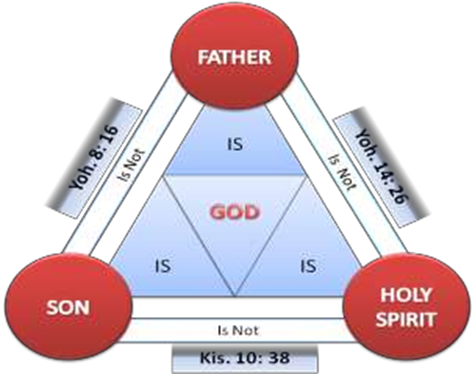 FATHER
Yoh. 8: 16
Is Not
IS
Is Not
Yoh. 14: 26
GOD
IS
IS
SON
HOLY
SPIRIT
Is Not
Kis. 10: 38